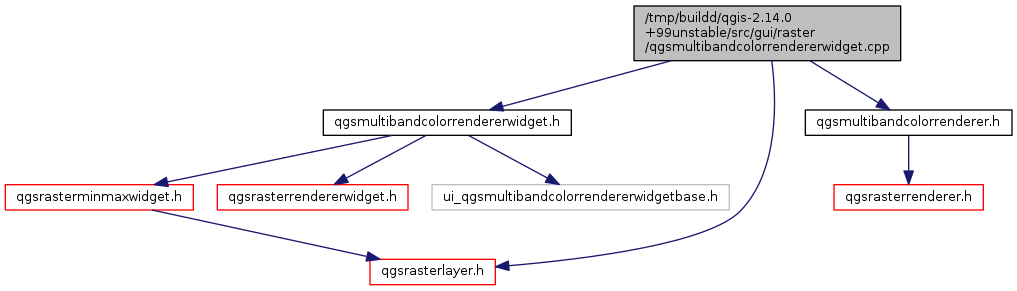 /tmp/buildd/qgis-2.14.0
+99unstable/src/gui/raster
/qgsmultibandcolorrendererwidget.cpp
qgsmultibandcolorrendererwidget.h
qgsmultibandcolorrenderer.h
qgsrasterminmaxwidget.h
qgsrasterrendererwidget.h
ui_qgsmultibandcolorrendererwidgetbase.h
qgsrasterrenderer.h
qgsrasterlayer.h